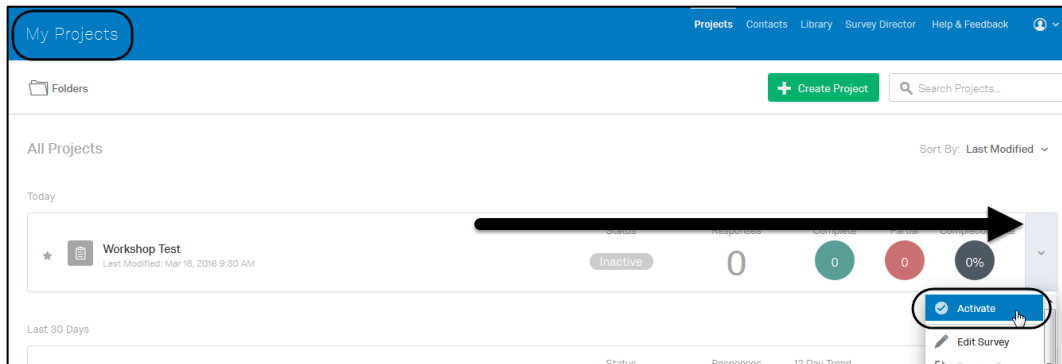 My Projects
Projects Contacts Library Survey Director Help & Feedback
Folders
Create Project
Search Projects...
All Projects
Sort By: Last Modified
Today
Status Responses Complete Partial
Workshop Test
Last Modified: Mar 18, 2016 9:30 AM
Inactive 0 0 0 0%
Activate
Last 30 Days
Edit Survey
Status Responses 12 Day Trend